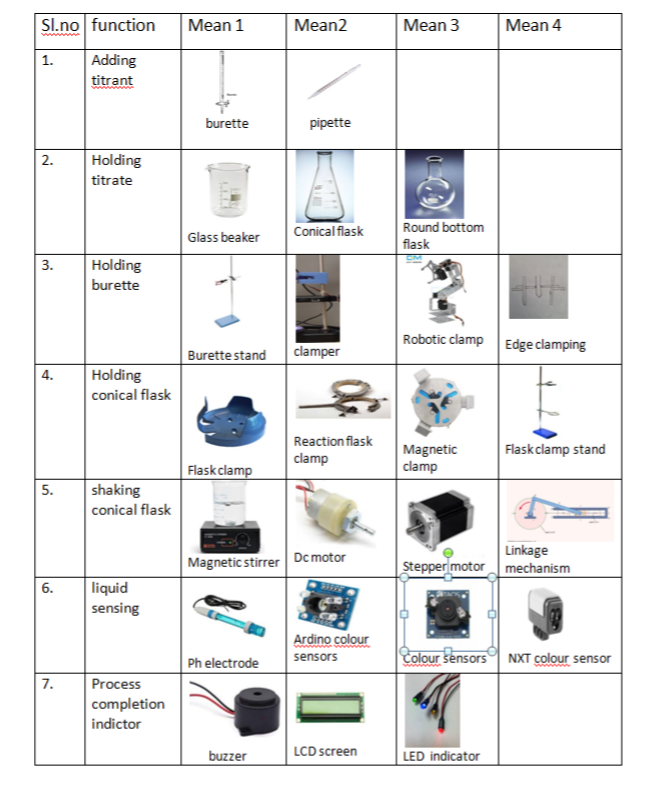 Sl.no function Mean 1 Mean2 Mean 3 Mean 4
1. Adding
titrant
burette pipette
2. Holding
titrate
Glass beaker Conical flask Round bottom
flask
3. Holding
burette
Burette stand clamper Robotic clamp Edge clamping
4. Holding
conical flask
Flask clamp Reaction flask
clamp Magnetic
clamp Flask clamp stand
5. shaking
conical flask
Magnetic stirrer Dc motor Stepper motor Linkage
mechanism
6. liquid
sensing
Ph electrode Ardino colour
sensors Colour sensors NXT colour sensor
7. Process
completion
indictor
buzzer LCD screen LED indicator